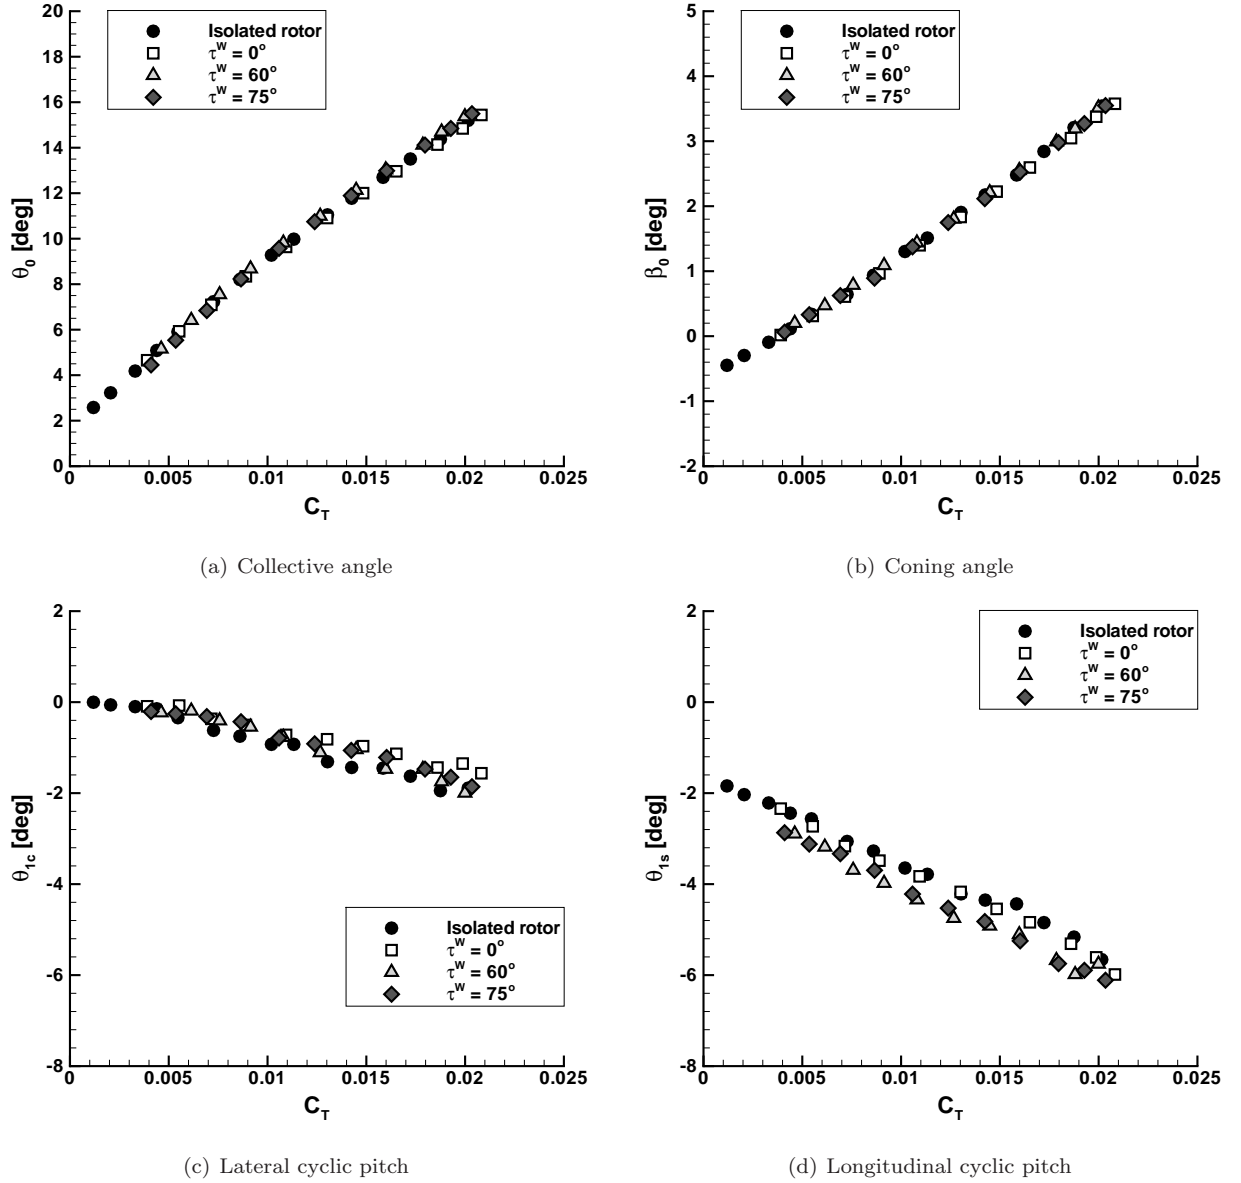 20
18
16
14
12
10
8
6
4
2
0
θ₀ [deg]
Isolated rotor
τᵂ = 0°
τᵂ = 60°
τᵂ = 75°
0 0.005 0.01 0.015 0.02 0.025
C_T
(a) Collective angle
5
4
3
2
1
0
-1
-2
β₀ [deg]
Isolated rotor
τᵂ = 0°
τᵂ = 60°
τᵂ = 75°
0 0.005 0.01 0.015 0.02 0.025
C_T
(b) Coning angle
2
0
-2
-4
-6
-8
θ_1c [deg]
Isolated rotor
τᵂ = 0°
τᵂ = 60°
τᵂ = 75°
0 0.005 0.01 0.015 0.02 0.025
C_T
(c) Lateral cyclic pitch
2
0
-2
-4
-6
-8
θ_1s [deg]
Isolated rotor
τᵂ = 0°
τᵂ = 60°
τᵂ = 75°
0 0.005 0.01 0.015 0.02 0.025
C_T
(d) Longitudinal cyclic pitch